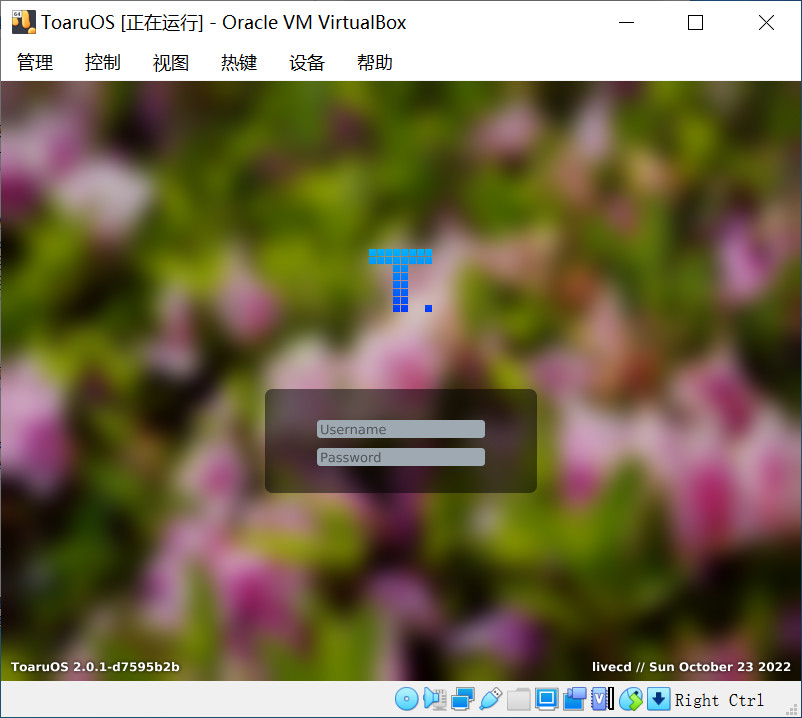 ToaruOS [正在运行] - Oracle VM VirtualBox
管理 控制 视图 热键 设备 帮助
T.
Username
Password
ToaruOS 2.0.1-d7595b2b livecd // Sun October 23 2022
Right Ctrl